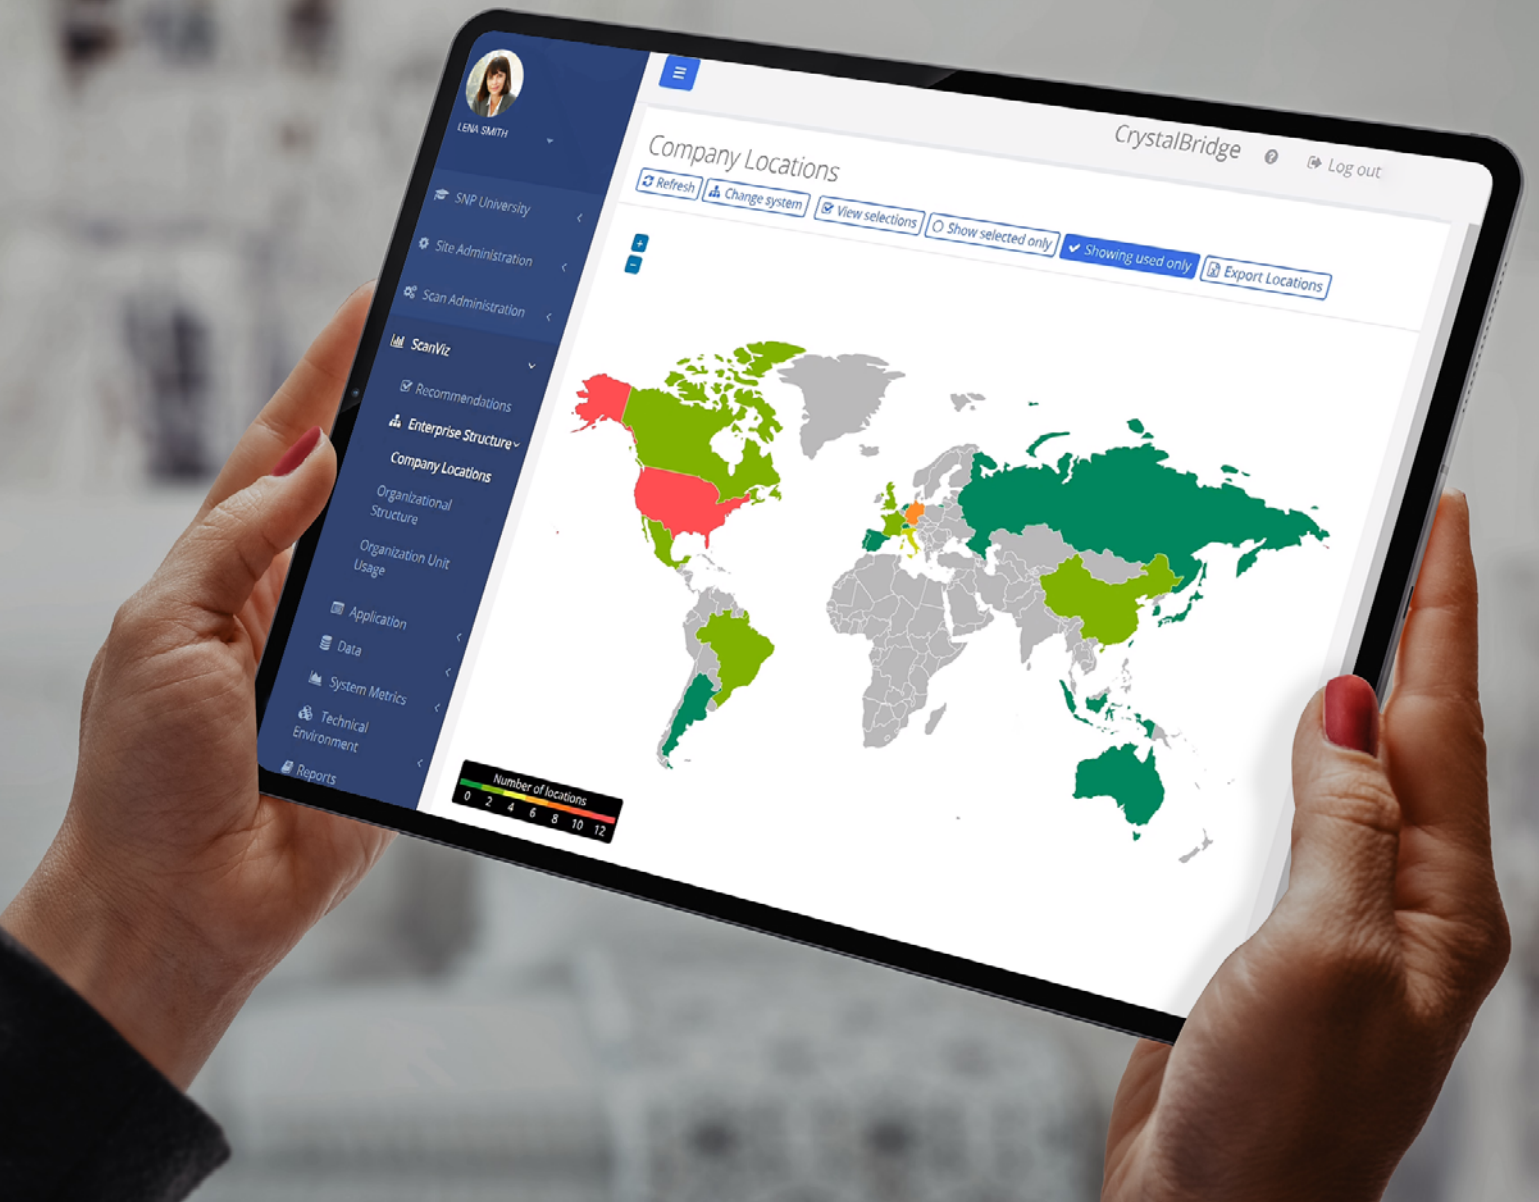 LENA SMITH
SNP University
Site Administration
Scan Administration
ScanViz
Recommendations
Enterprise Structure
Company Locations
Organizational
Structure
Organization Unit
Usage
Application
Data
System Metrics
Technical
Environment
Reports
CrystalBridge
Log out
Company Locations
Refresh
Change system
View selections
Show selected only
Showing used only
Export Locations
Number of locations
0 2 4 6 8 10 12